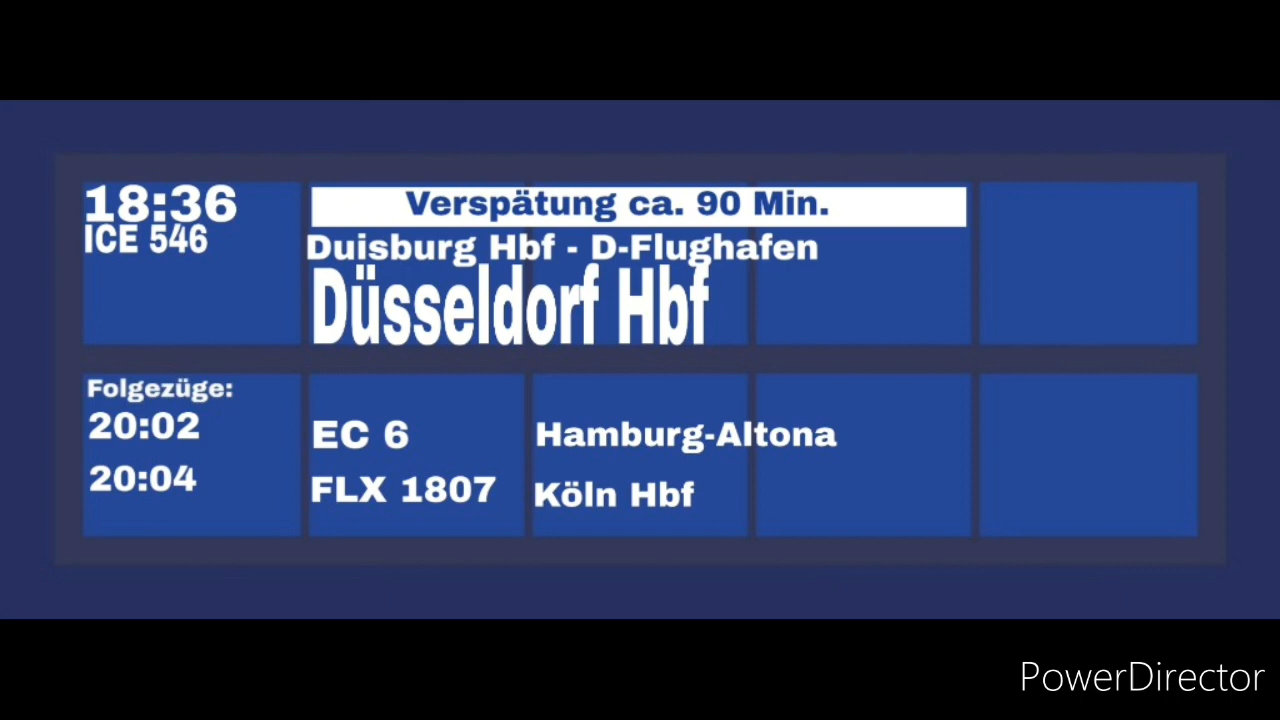 18:36
Verspätung ca. 90 Min.
ICE 546
Duisburg Hbf - D-Flughafen
Düsseldorf Hbf
Folgezüge:
20:02 EC 6 Hamburg-Altona
20:04 FLX 1807 Köln Hbf
PowerDirector